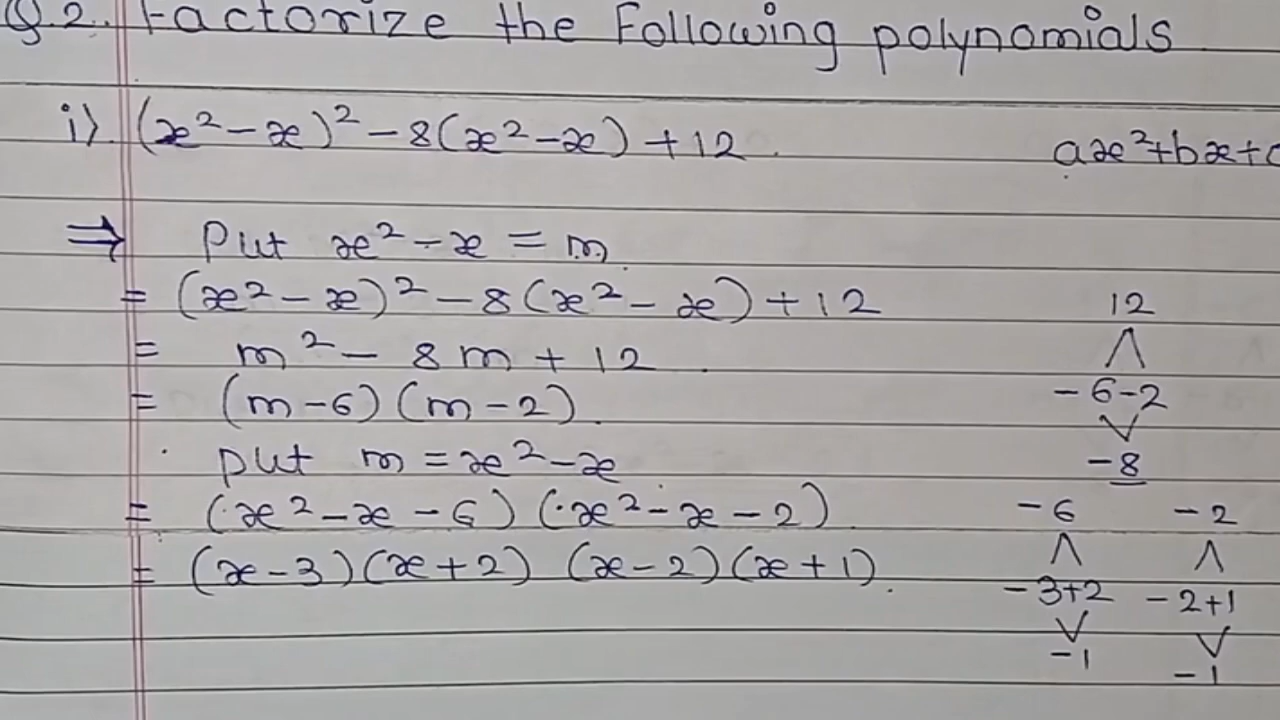 Q.2. Factorize the Following polynomials
i) (x² - x)² - 8(x² - x) + 12.
ax²+bx+c
⇒ Put x² - x = m.
= (x² - x)² - 8(x² - x) + 12
12
= m² - 8m + 12.
∧
= (m-6)(m-2).
-6-2
∨
. put m = x² - x
-8
= (x² - x - 6)(x² - x - 2).
-6 -2
∧ ∧
= (x-3)(x+2) (x-2)(x+1).
-3+2 -2+1
∨ ∨
-1 -1